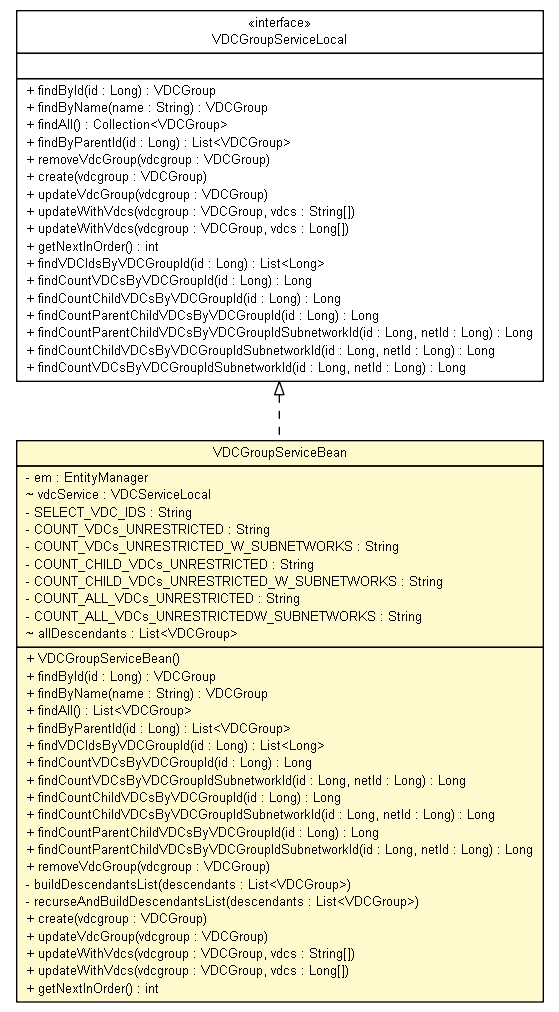 «interface»
VDCGroupServiceLocal
+ findById(id : Long) : VDCGroup
+ findByName(name : String) : VDCGroup
+ findAll() : Collection<VDCGroup>
+ findByParentId(id : Long) : List<VDCGroup>
+ removeVdcGroup(vdcgroup : VDCGroup)
+ create(vdcgroup : VDCGroup)
+ updateVdcGroup(vdcgroup : VDCGroup)
+ updateWithVdcs(vdcgroup : VDCGroup, vdcs : String[])
+ updateWithVdcs(vdcgroup : VDCGroup, vdcs : Long[])
+ getNextInOrder() : int
+ findVDCIdsByVDCGroupId(id : Long) : List<Long>
+ findCountVDCsByVDCGroupId(id : Long) : Long
+ findCountChildVDCsByVDCGroupId(id : Long) : Long
+ findCountParentChildVDCsByVDCGroupId(id : Long) : Long
+ findCountParentChildVDCsByVDCGroupIdSubnetworkId(id : Long, netId : Long) : Long
+ findCountChildVDCsByVDCGroupIdSubnetworkId(id : Long, netId : Long) : Long
+ findCountVDCsByVDCGroupIdSubnetworkId(id : Long, netId : Long) : Long
VDCGroupServiceBean
- em : EntityManager
~ vdcService : VDCServiceLocal
- SELECT_VDC_IDS : String
- COUNT_VDCs_UNRESTRICTED : String
- COUNT_VDCs_UNRESTRICTED_W_SUBNETWORKS : String
- COUNT_CHILD_VDCs_UNRESTRICTED : String
- COUNT_CHILD_VDCs_UNRESTRICTED_W_SUBNETWORKS : String
- COUNT_ALL_VDCs_UNRESTRICTED : String
- COUNT_ALL_VDCs_UNRESTRICTEDW_SUBNETWORKS : String
~ allDescendants : List<VDCGroup>
+ VDCGroupServiceBean()
+ findById(id : Long) : VDCGroup
+ findByName(name : String) : VDCGroup
+ findAll() : List<VDCGroup>
+ findByParentId(id : Long) : List<VDCGroup>
+ findVDCIdsByVDCGroupId(id : Long) : List<Long>
+ findCountVDCsByVDCGroupId(id : Long) : Long
+ findCountVDCsByVDCGroupIdSubnetworkId(id : Long, netId : Long) : Long
+ findCountChildVDCsByVDCGroupId(id : Long) : Long
+ findCountChildVDCsByVDCGroupIdSubnetworkId(id : Long, netId : Long) : Long
+ findCountParentChildVDCsByVDCGroupId(id : Long) : Long
+ findCountParentChildVDCsByVDCGroupIdSubnetworkId(id : Long, netId : Long) : Long
+ removeVdcGroup(vdcgroup : VDCGroup)
- buildDescendantsList(descendants : List<VDCGroup>)
- recurseAndBuildDescendantsList(descendants : List<VDCGroup>)
+ create(vdcgroup : VDCGroup)
+ updateVdcGroup(vdcgroup : VDCGroup)
+ updateWithVdcs(vdcgroup : VDCGroup, vdcs : String[])
+ updateWithVdcs(vdcgroup : VDCGroup, vdcs : Long[])
+ getNextInOrder() : int